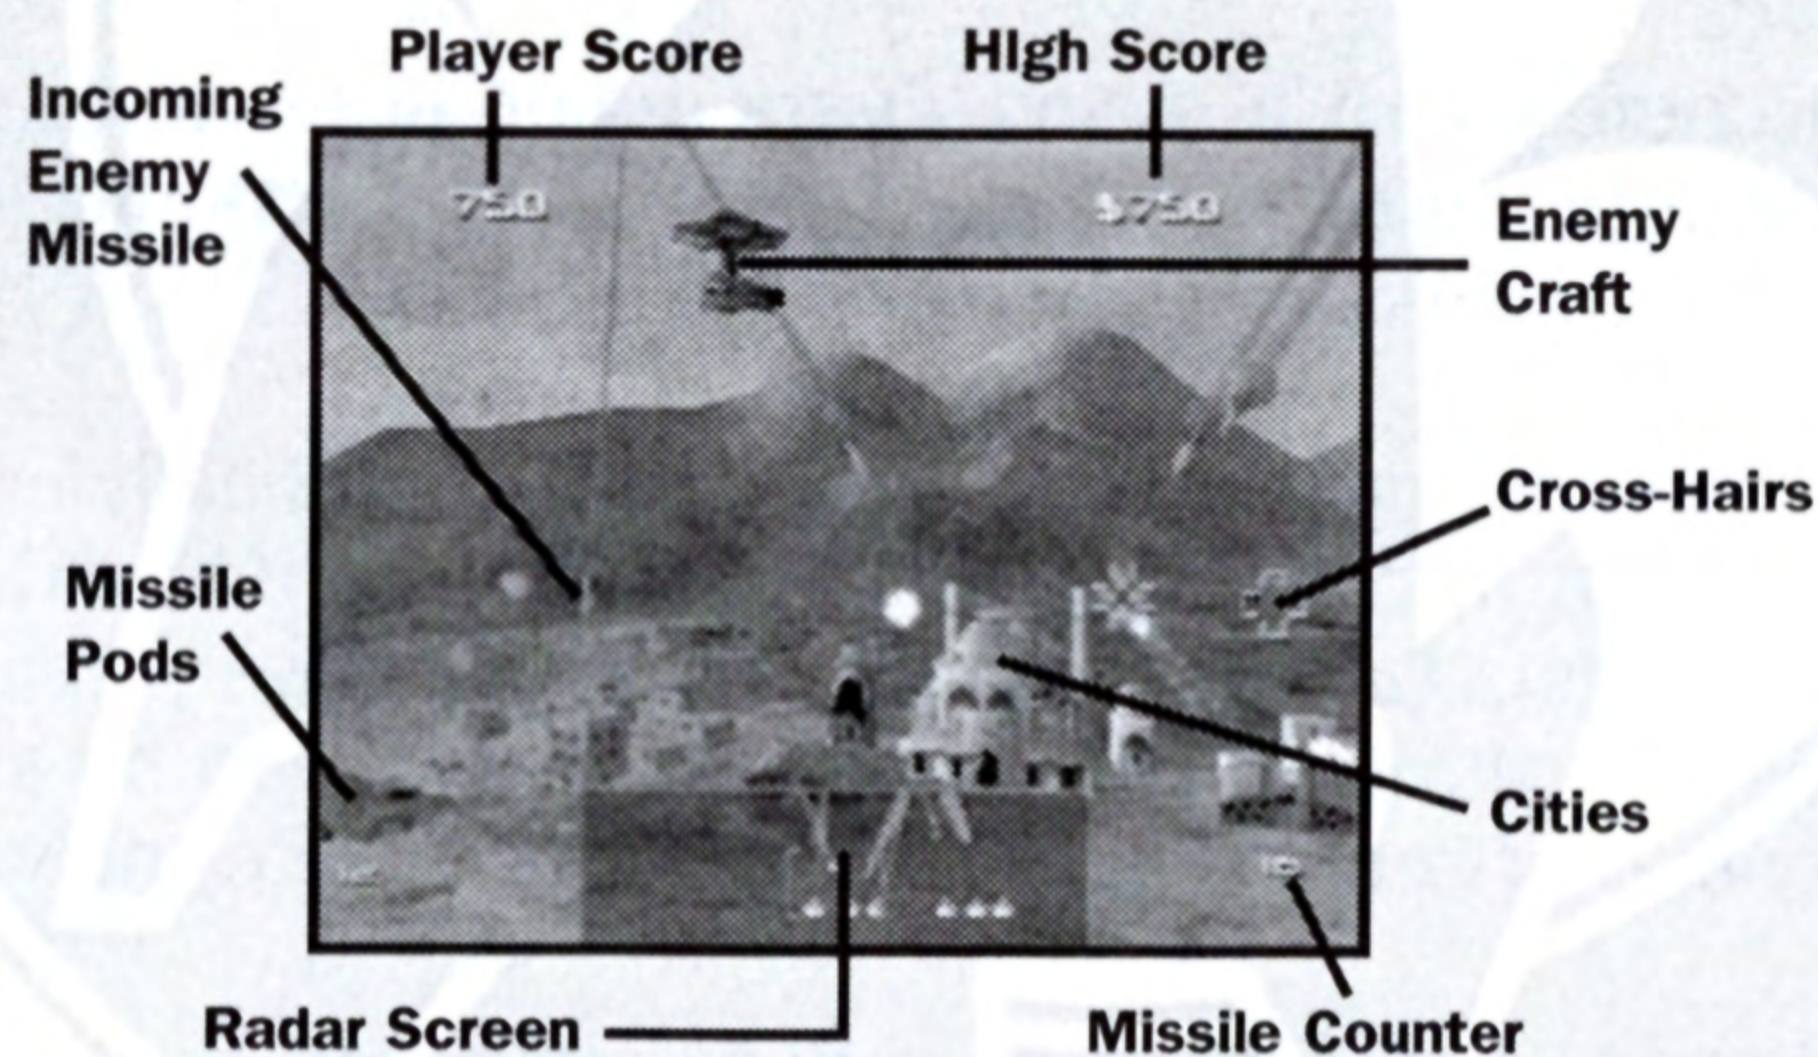 Player Score
HIgh Score
Incoming
Enemy
Missile
750
Enemy
Craft
Cross-Hairs
Missile
Pods
Cities
Radar Screen
Missile Counter